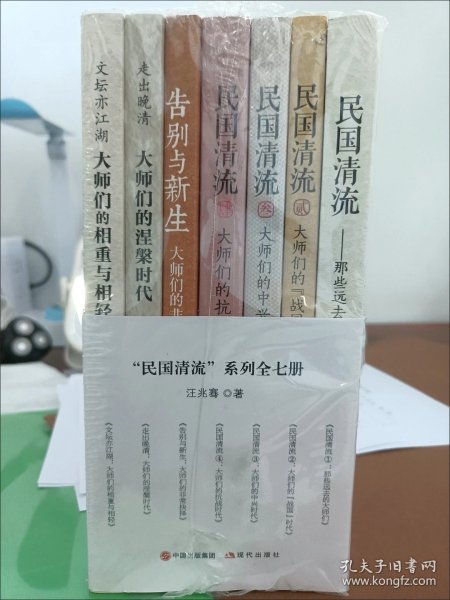 民国清流
——那些远去
民国清流
贰
大师们的「战国
民国清流
叁
大师们的中兴
民国清流
肆
大师们的抗
告别与新生
大师们的非
走出晚清
大师们的涅槃时代
文坛亦江湖
大师们的相重与相轻
“民国清流”系列全七册
汪兆骞◎著
《民国清流①:那些远去的大师们》
《民国清流②:大师们的「战国」时代》
《民国清流③:大师们的中兴时代》
《民国清流④:大师们的抗战时代》
《告别与新生:大师们的非常抉择》
《走出晚清:大师们的涅槃时代》
《文坛亦江湖:大师们的相重与相轻》
中国出版集团
现代出版社
孔夫子旧书网
www.kongfz.com